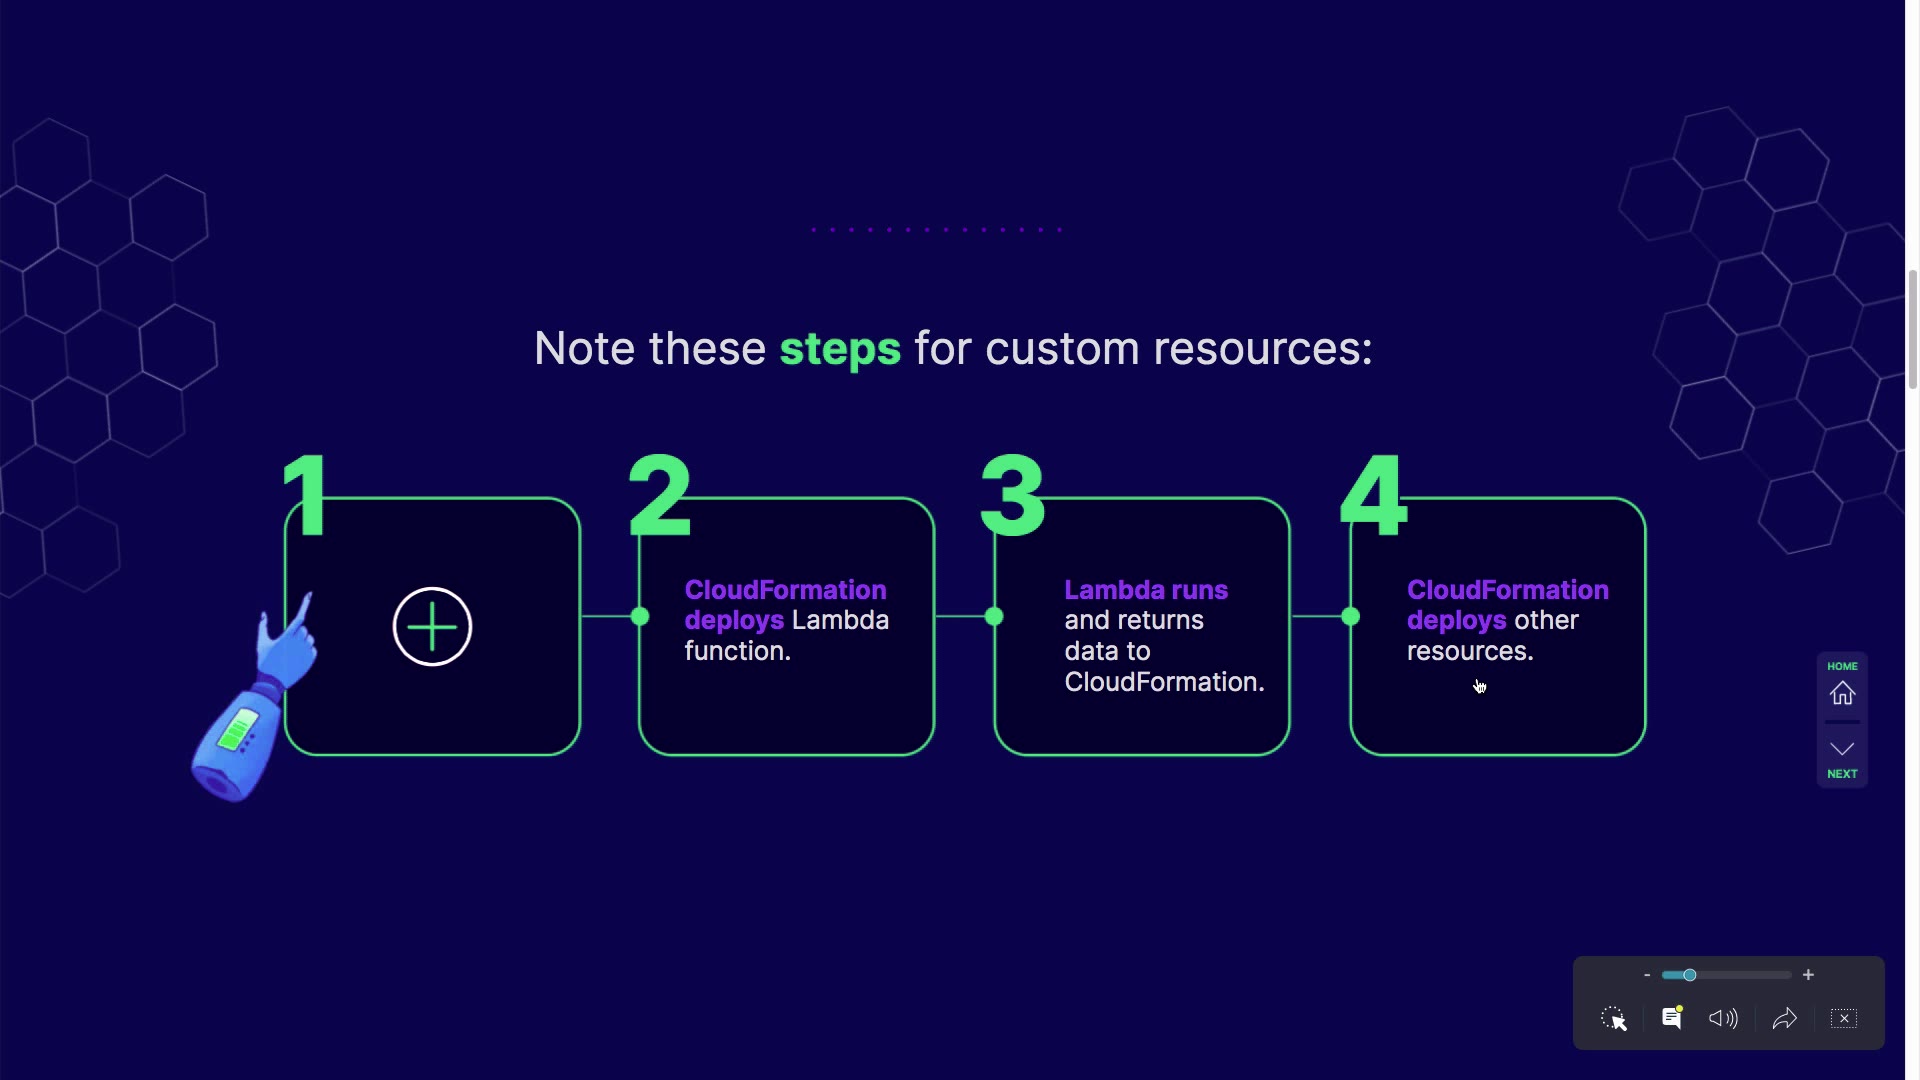 Note these steps for custom resources:
1
2
CloudFormation
deploys Lambda
function.
3
Lambda runs
and returns
data to
CloudFormation.
4
CloudFormation
deploys other
resources.
HOME
NEXT
- +